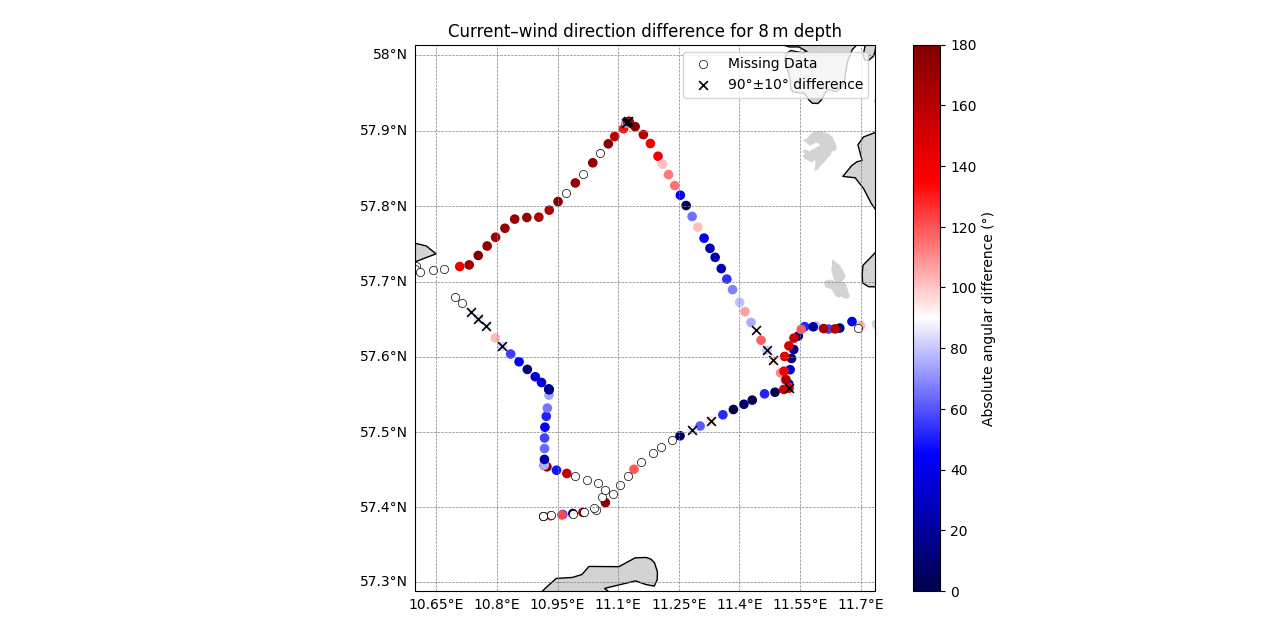 Current–wind direction difference for 8 m depth
Missing Data
90°±10° difference
58°N
57.9°N
57.8°N
57.7°N
57.6°N
57.5°N
57.4°N
57.3°N
10.65°E
10.8°E
10.95°E
11.1°E
11.25°E
11.4°E
11.55°E
11.7°E
180
160
140
120
100
80
60
40
20
0
Absolute angular difference (°)